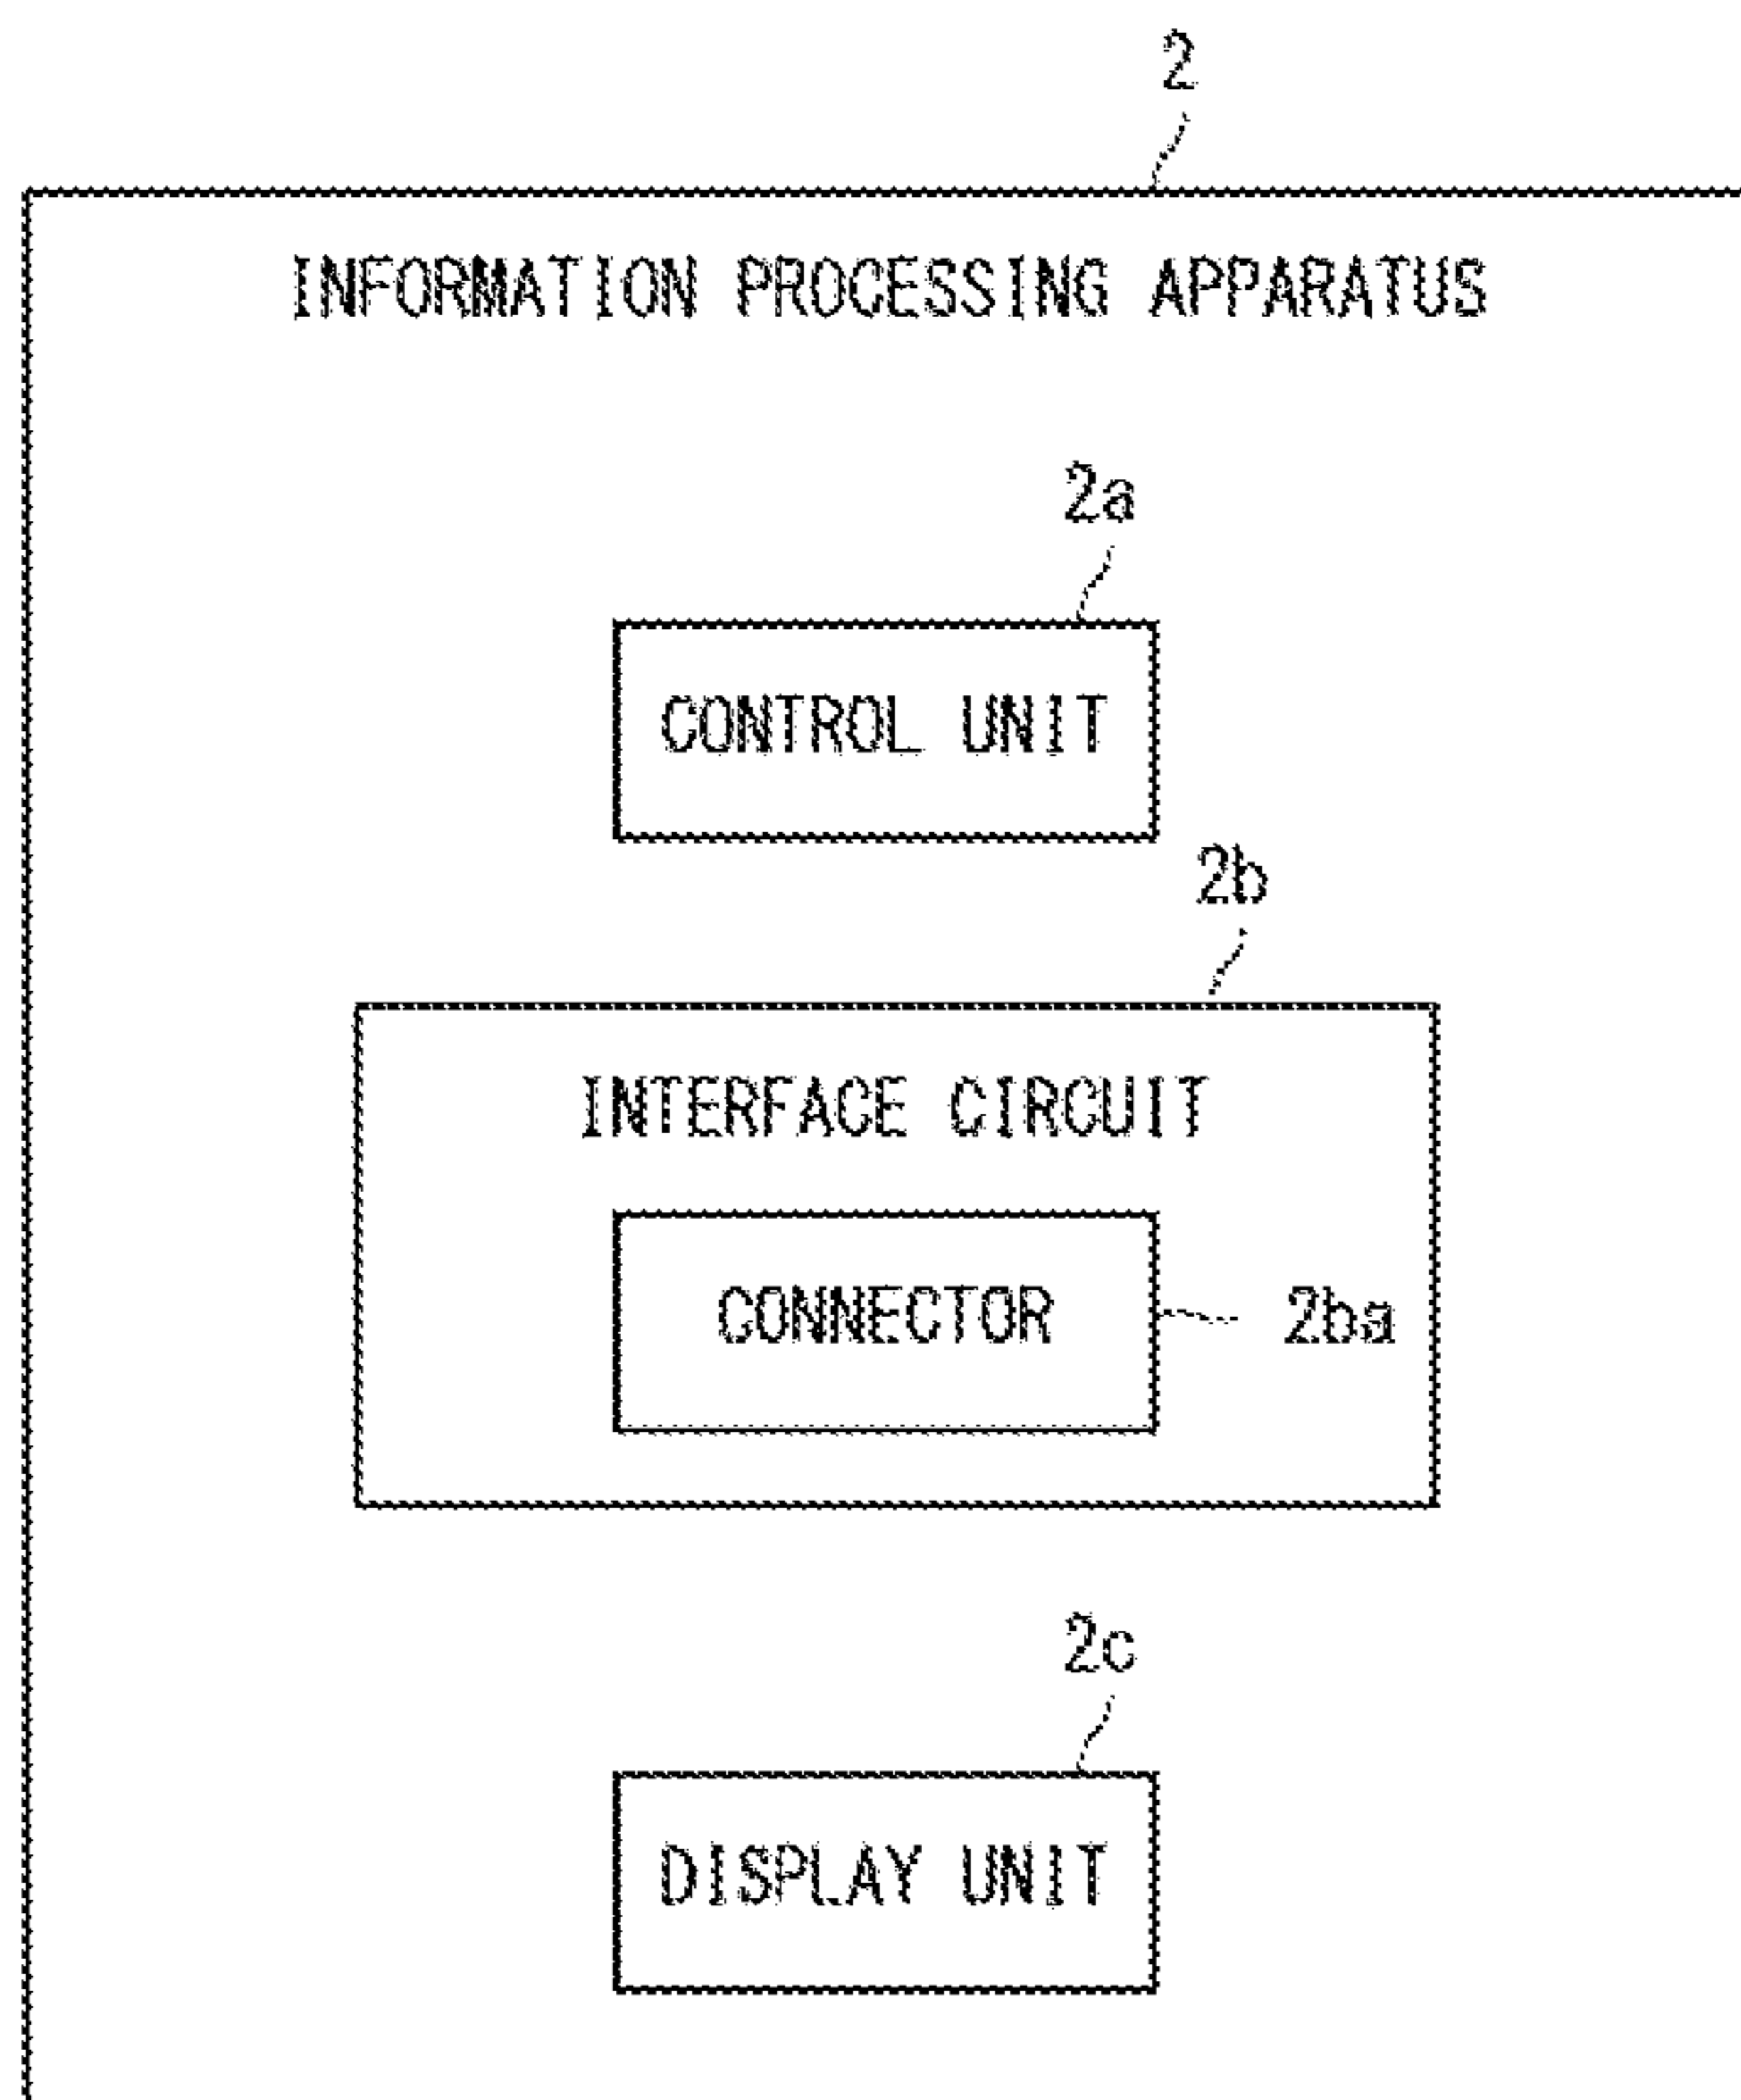 2
INFORMATION PROCESSING APPARATUS
2a
CONTROL UNIT
2b
INTERFACE CIRCUIT
CONNECTOR 2ba
2c
DISPLAY UNIT